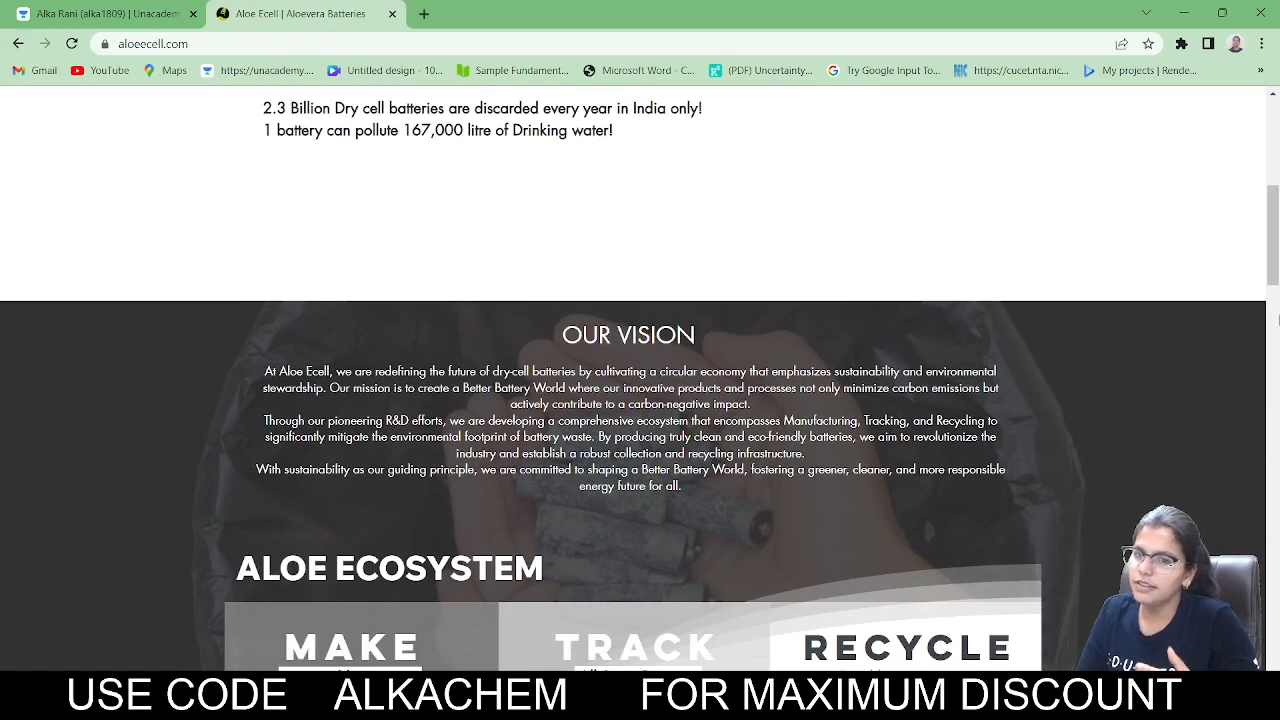 Alka Rani (alka1809) | Unacadem
Aloe Ecell | Aloevera Batteries
aloeecell.com
Gmail
YouTube
Maps
https://unacademy....
Untitled design - 10...
Sample Fundament...
Microsoft Word - C...
(PDF) Uncertainty...
Try Google Input To...
https://cucet.nta.nic...
My projects | Rende...
»
2.3 Billion Dry cell batteries are discarded every year in India only!
1 battery can pollute 167,000 litre of Drinking water!
OUR VISION
At Aloe Ecell, we are redefining the future of dry-cell batteries by cultivating a circular economy that emphasizes sustainability and environmental
stewardship. Our mission is to create a Better Battery World where our innovative products and processes not only minimize carbon emissions but
actively contribute to a carbon-negative impact.
Through our pioneering R&D efforts, we are developing a comprehensive ecosystem that encompasses Manufacturing, Tracking, and Recycling to
significantly mitigate the environmental footprint of battery waste. By producing truly clean and eco-friendly batteries, we aim to revolutionize the
industry and establish a robust collection and recycling infrastructure.
With sustainability as our guiding principle, we are committed to shaping a Better Battery World, fostering a greener, cleaner, and more responsible
energy future for all.
ALOE ECOSYSTEM
MAKE
TRACK
RECYCLE
USE CODE ALKACHEM FOR MAXIMUM DISCOUNT